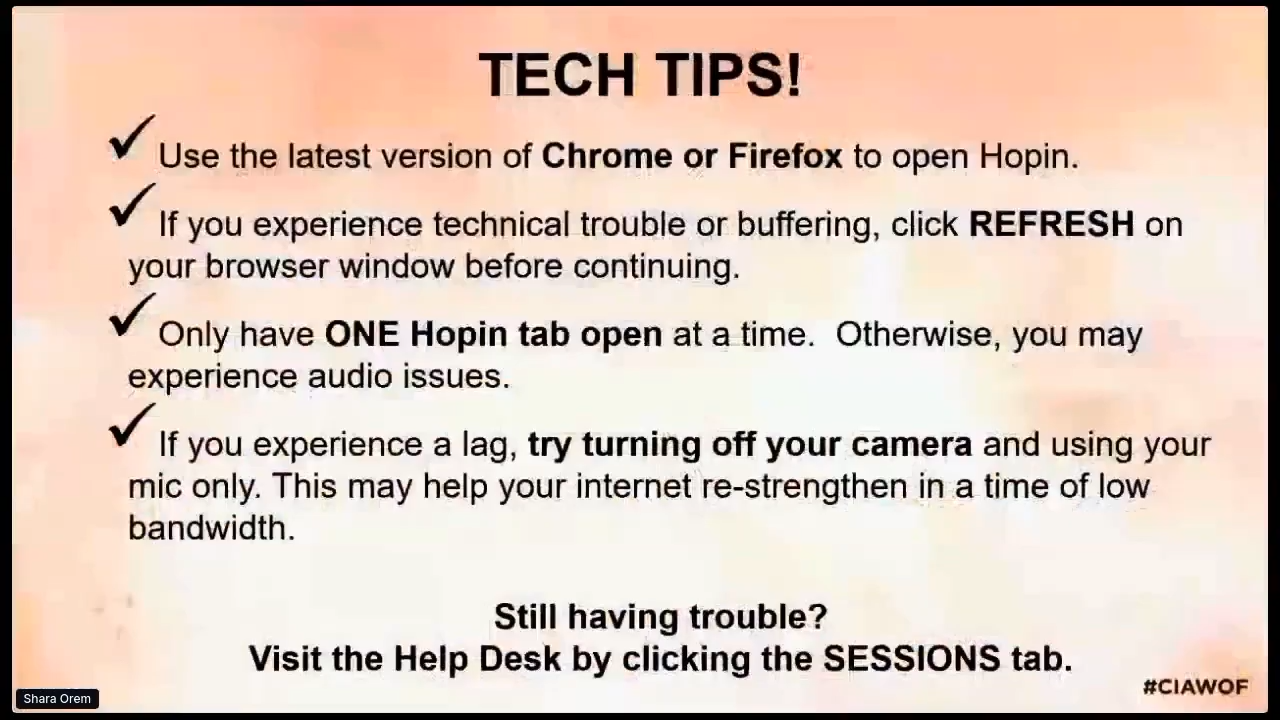 TECH TIPS!
✓ Use the latest version of Chrome or Firefox to open Hopin.
✓ If you experience technical trouble or buffering, click REFRESH on
your browser window before continuing.
✓ Only have ONE Hopin tab open at a time.  Otherwise, you may
experience audio issues.
✓ If you experience a lag, try turning off your camera and using your
mic only. This may help your internet re-strengthen in a time of low
bandwidth.
Still having trouble?
Visit the Help Desk by clicking the SESSIONS tab.
#CIAWOF
Shara Orem